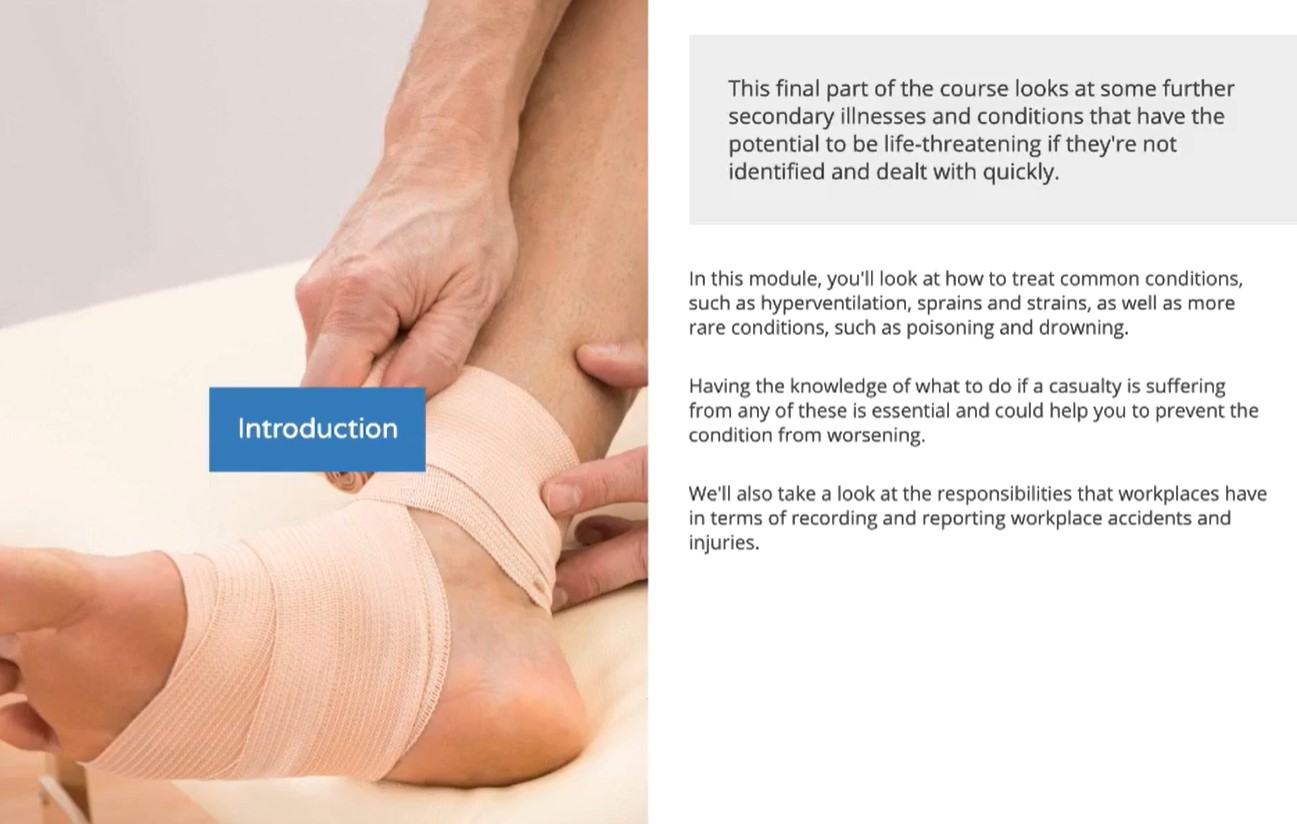 Introduction
This final part of the course looks at some further
secondary illnesses and conditions that have the
potential to be life-threatening if they're not
identified and dealt with quickly.
In this module, you'll look at how to treat common conditions,
such as hyperventilation, sprains and strains, as well as more
rare conditions, such as poisoning and drowning.
Having the knowledge of what to do if a casualty is suffering
from any of these is essential and could help you to prevent the
condition from worsening.
We'll also take a look at the responsibilities that workplaces have
in terms of recording and reporting workplace accidents and
injuries.